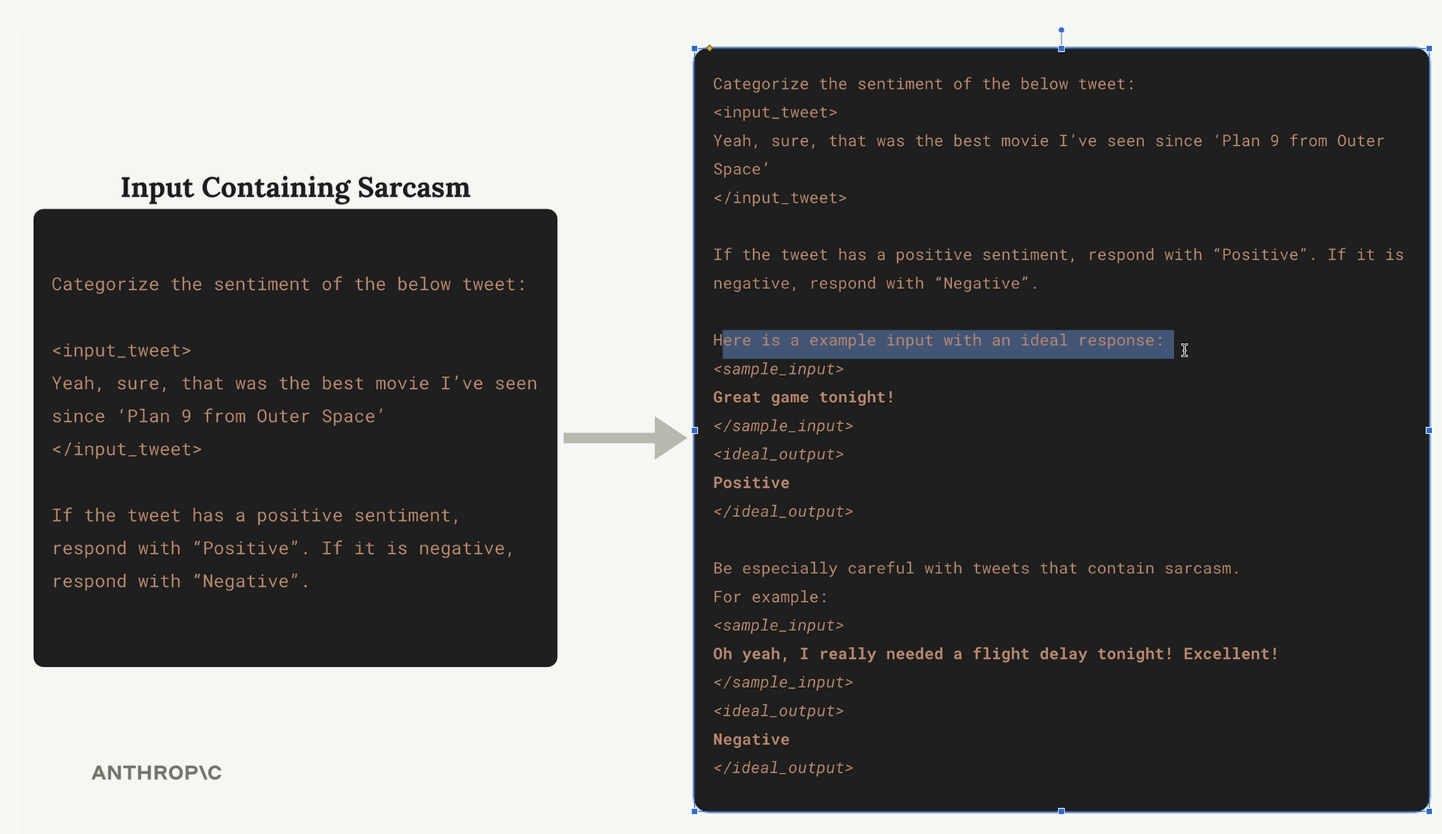 Input Containing Sarcasm
Categorize the sentiment of the below tweet:
<input_tweet>
Yeah, sure, that was the best movie I’ve seen
since ‘Plan 9 from Outer Space’
</input_tweet>
If the tweet has a positive sentiment,
respond with “Positive”. If it is negative,
respond with “Negative”.
ANTHROP\C
Categorize the sentiment of the below tweet:
<input_tweet>
Yeah, sure, that was the best movie I’ve seen since ‘Plan 9 from Outer
Space’
</input_tweet>
If the tweet has a positive sentiment, respond with “Positive”. If it is
negative, respond with “Negative”.
Here is a example input with an ideal response:
<sample_input>
Great game tonight!
</sample_input>
<ideal_output>
Positive
</ideal_output>
Be especially careful with tweets that contain sarcasm.
For example:
<sample_input>
Oh yeah, I really needed a flight delay tonight! Excellent!
</sample_input>
<ideal_output>
Negative
</ideal_output>